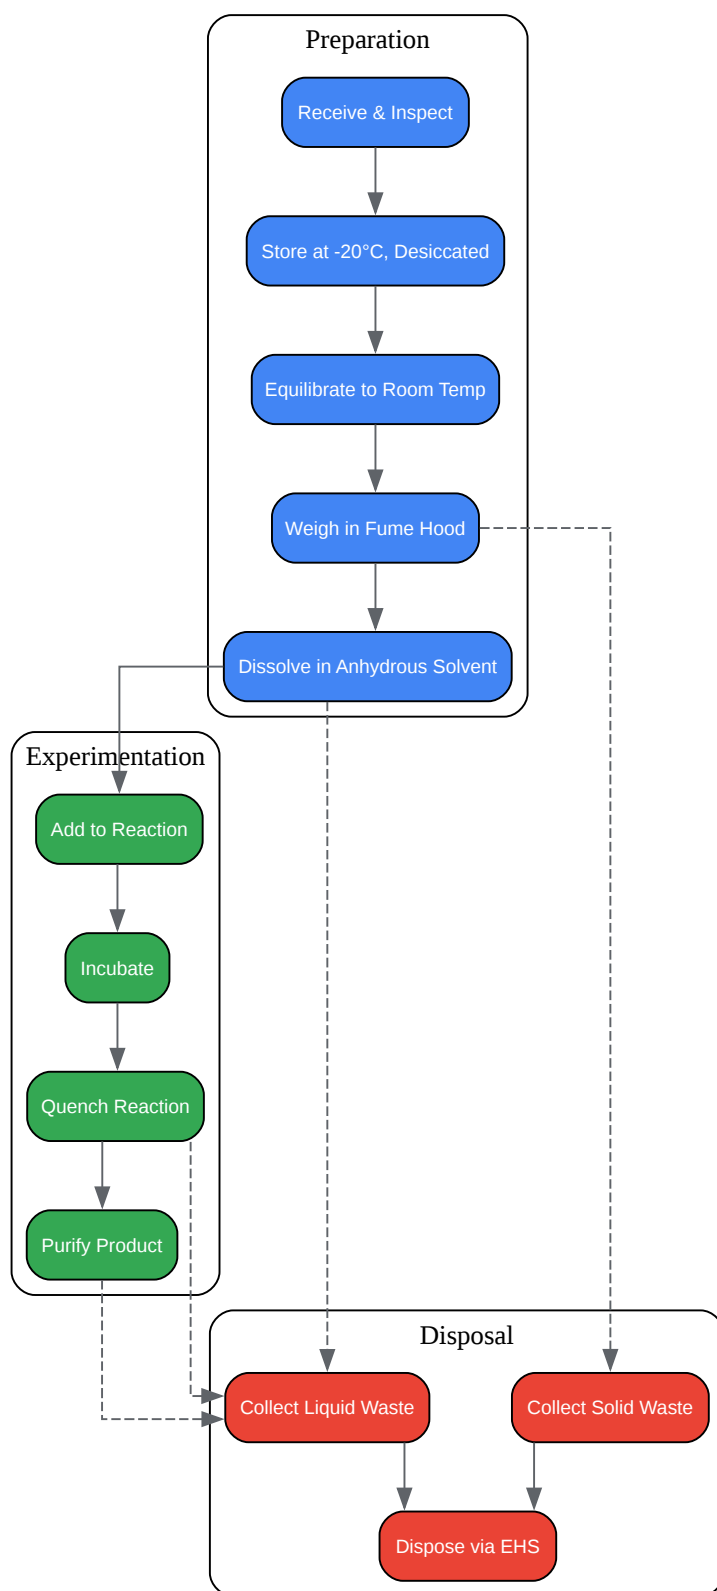 Preparation
Receive & Inspect
Store at -20°C, Desiccated
Equilibrate to Room Temp
Weigh in Fume Hood
Dissolve in Anhydrous Solvent
Experimentation
Add to Reaction
Incubate
Quench Reaction
Purify Product
Disposal
Collect Liquid Waste
Collect Solid Waste
Dispose via EHS